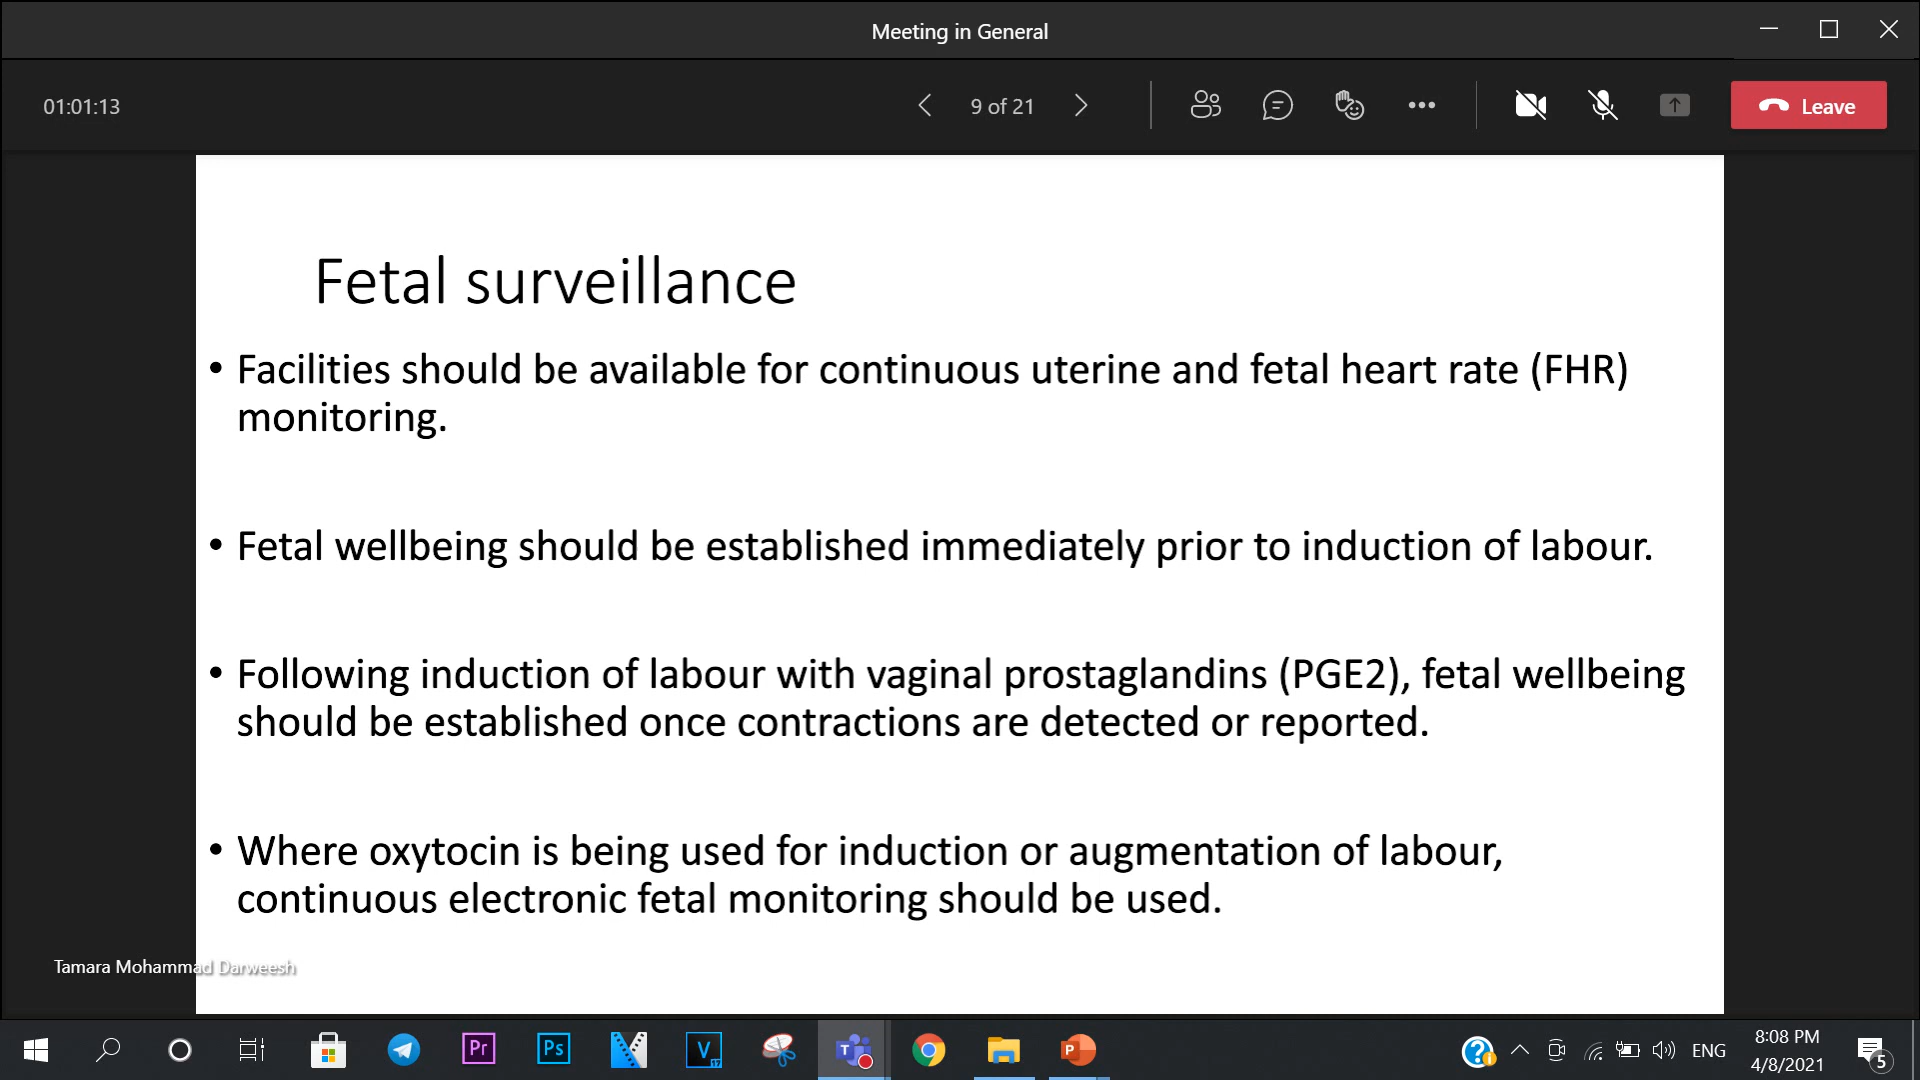 Meeting in General
01:01:13
9 of 21
Leave
Fetal surveillance
• Facilities should be available for continuous uterine and fetal heart rate (FHR)
monitoring.
• Fetal wellbeing should be established immediately prior to induction of labour.
• Following induction of labour with vaginal prostaglandins (PGE2), fetal wellbeing
should be established once contractions are detected or reported.
• Where oxytocin is being used for induction or augmentation of labour,
continuous electronic fetal monitoring should be used.
Tamara Mohammad Darweesh
Pr
Ps
V
17
T
P
ENG
8:08 PM
4/8/2021
5